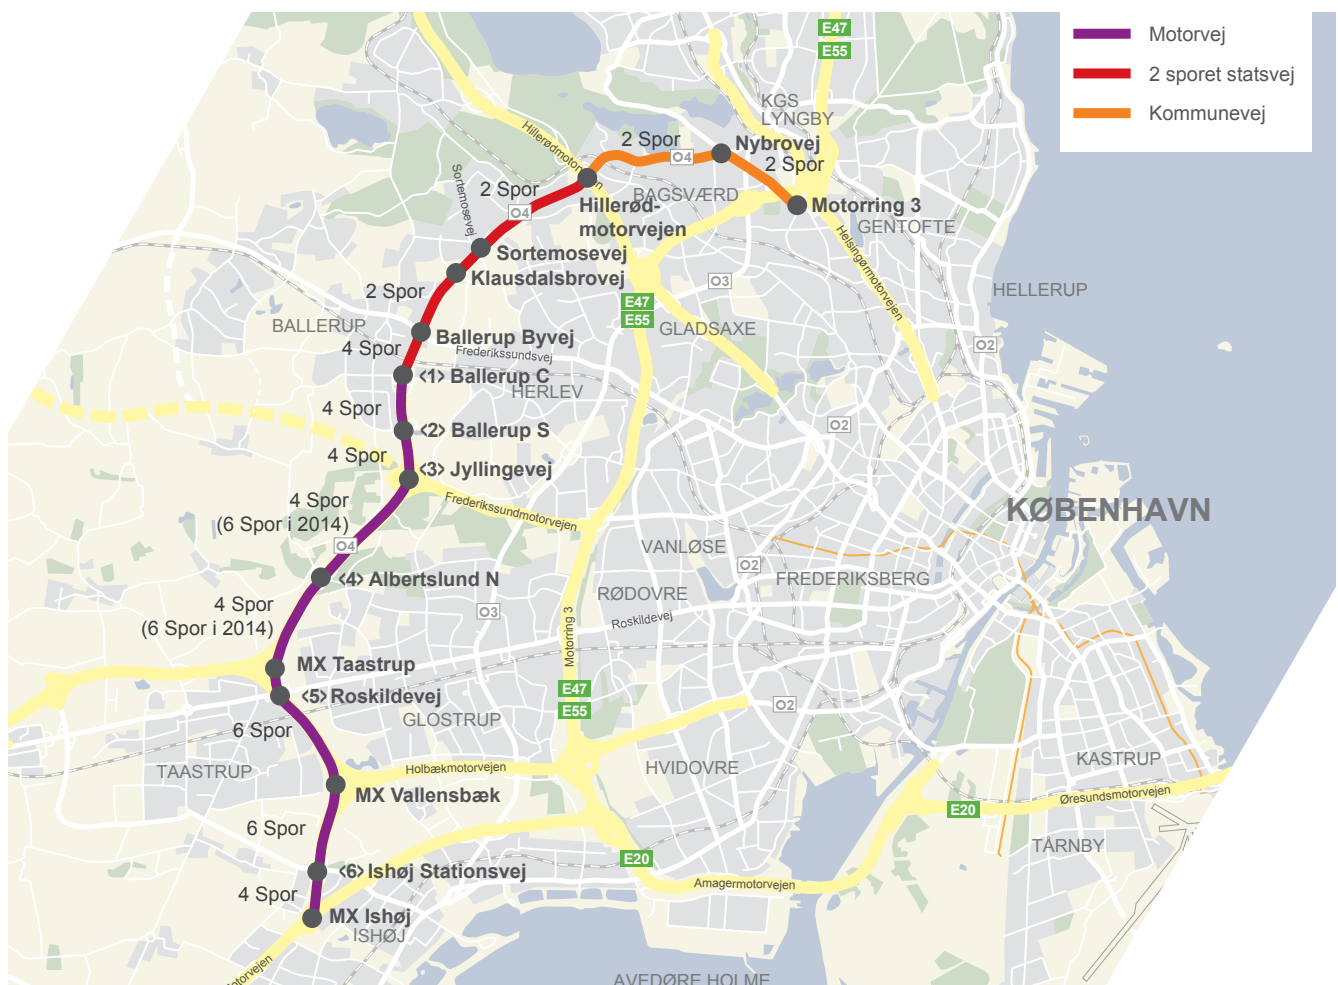 Motorvej
2 sporet statsvej
Kommunevej
E47
E55
KGS
LYNGBY
Hillerødmotorvejen
2 Spor
O4
Nybrovej
2 Spor
Sortemosevej
2 Spor
O4
BAGSVÆRD
Hillerød-
motorvejen
Motorring 3
GENTOFTE
Helsingørmotorvejen
Sortemosevej
Klausdalsbrovej
O3
HELLERUP
2 Spor
E47
E55
GLADSAXE
BALLERUP
Ballerup Byvej
4 Spor
Frederikssundsvej
O2
‹1› Ballerup C
HERLEV
4 Spor
‹2› Ballerup S
O2
4 Spor
‹3› Jyllingevej
4 Spor
(6 Spor i 2014)
Frederikssundmotorvejen
KØBENHAVN
O4
VANLØSE
‹4› Albertslund N
O2
FREDERIKSBERG
RØDOVRE
4 Spor
(6 Spor i 2014)
O3
Roskildevej
Motorring 3
MX Taastrup
‹5› Roskildevej
E47
E55
O2
GLOSTRUP
6 Spor
TAASTRUP
Holbækmotorvejen
HVIDOVRE
KASTRUP
MX Vallensbæk
Øresundsmotorvejen
E20
6 Spor
TÅRNBY
E20
‹6› Ishøj Stationsvej
Amagermotorvejen
4 Spor
MX Ishøj
ISHØJ
motorvejen
AVEDØRE HOLME